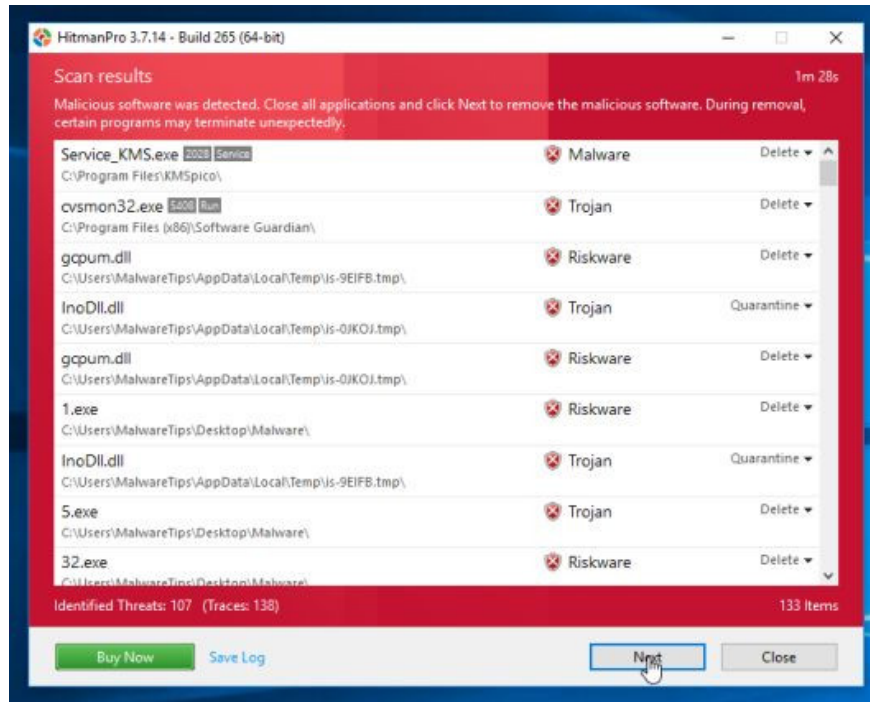 HitmanPro 3.7.14 - Build 265 (64-bit)
Scan results 1m 28s
Malicious software was detected. Close all applications and click Next to remove the malicious software. During removal,
certain programs may terminate unexpectedly.
Service_KMS.exe 2028 Service Malware Delete
C:\Program Files\KMSpico\
cvsmon32.exe 5408 Run Trojan Delete
C:\Program Files (x86)\Software Guardian\
gcpum.dll Riskware Delete
C:\Users\MalwareTips\AppData\Local\Temp\is-9EIFB.tmp\
InoDll.dll Trojan Quarantine
C:\Users\MalwareTips\AppData\Local\Temp\is-0JKOJ.tmp\
gcpum.dll Riskware Delete
C:\Users\MalwareTips\AppData\Local\Temp\is-0JKOJ.tmp\
1.exe Riskware Delete
C:\Users\MalwareTips\Desktop\Malware\
InoDll.dll Trojan Quarantine
C:\Users\MalwareTips\AppData\Local\Temp\is-9EIFB.tmp\
5.exe Trojan Delete
C:\Users\MalwareTips\Desktop\Malware\
32.exe Riskware Delete
C:\Users\MalwareTips\Desktop\Malware\
Identified Threats: 107 (Traces: 138) 133 Items
Buy Now Save Log Next Close